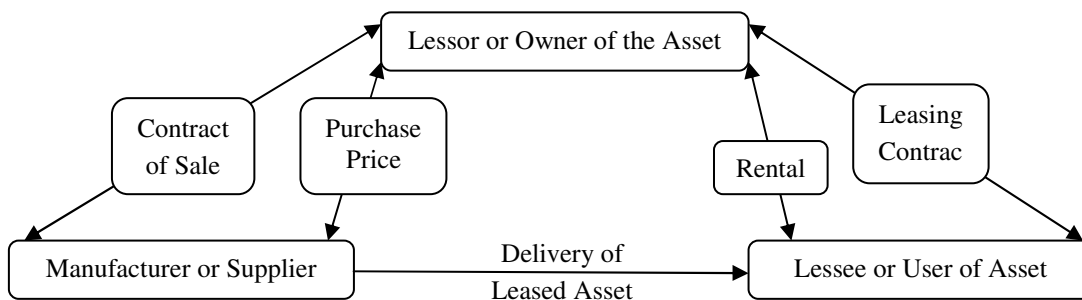 Lessor or Owner of the Asset
Contract
of Sale
Purchase
Price
Rental
Leasing
Contrac
Manufacturer or Supplier
Delivery of
Leased Asset
Lessee or User of Asset